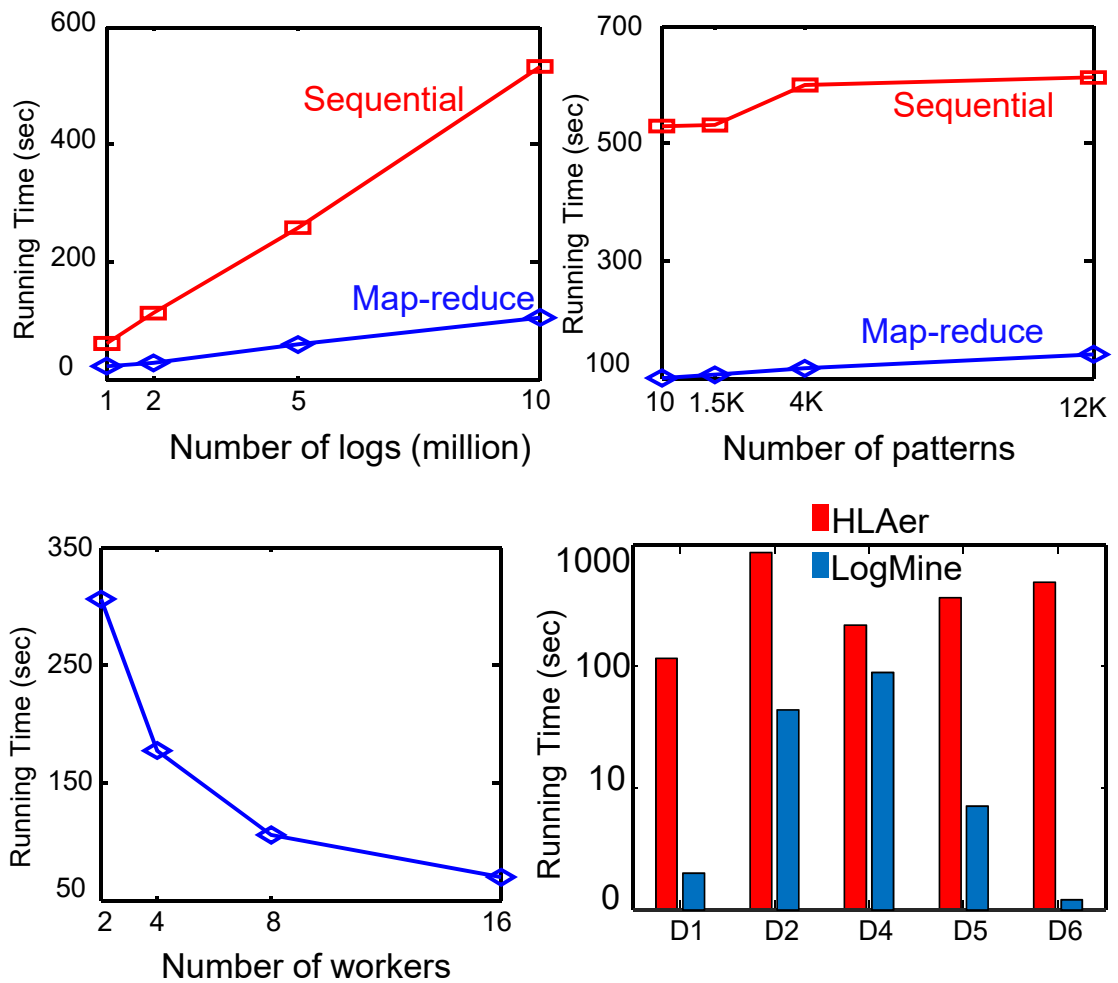 600
400
200
0
Running Time (sec)
Sequential
Map-reduce
1 2 5 10
Number of logs (million)
700
500
300
100
Running Time (sec)
Sequential
Map-reduce
10 1.5K 4K 12K
Number of patterns
350
250
150
50
Running Time (sec)
2 4 8 16
Number of workers
HLAer
LogMine
1000
100
10
0
Running Time (sec)
D1 D2 D4 D5 D6